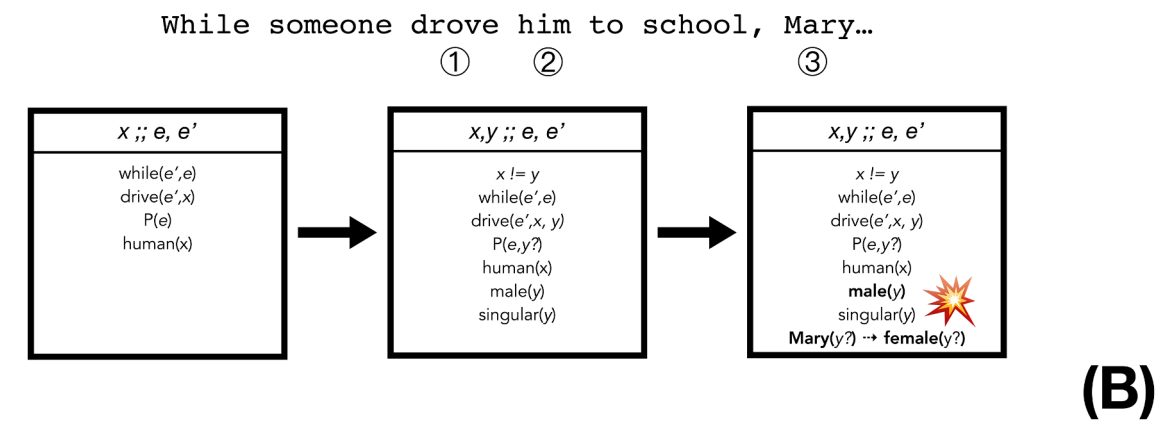 While someone drove him to school, Mary…
① ② ③
x ;; e, e’
while(e’,e)
drive(e’,x)
P(e)
human(x)
x,y ;; e, e’
x != y
while(e’,e)
drive(e’,x, y)
P(e,y?)
human(x)
male(y)
singular(y)
x,y ;; e, e’
x != y
while(e’,e)
drive(e’,x, y)
P(e,y?)
human(x)
male(y)
singular(y)
Mary(y?) ⇢ female(y?)
(B)